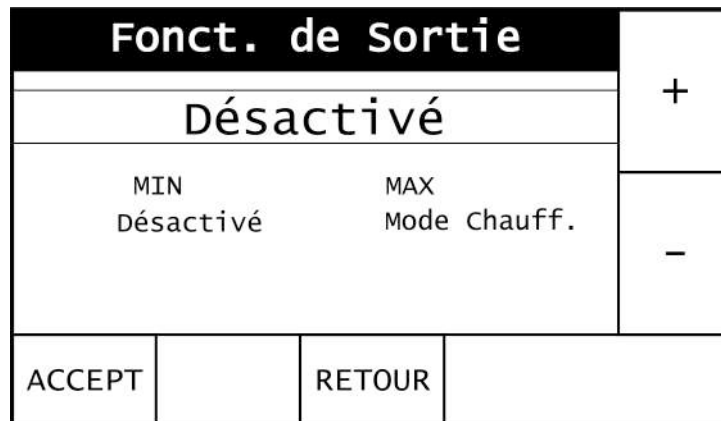 Fonct. de Sortie
+
Désactivé
MIN MAX
Désactivé Mode Chauff.
-
ACCEPT RETOUR